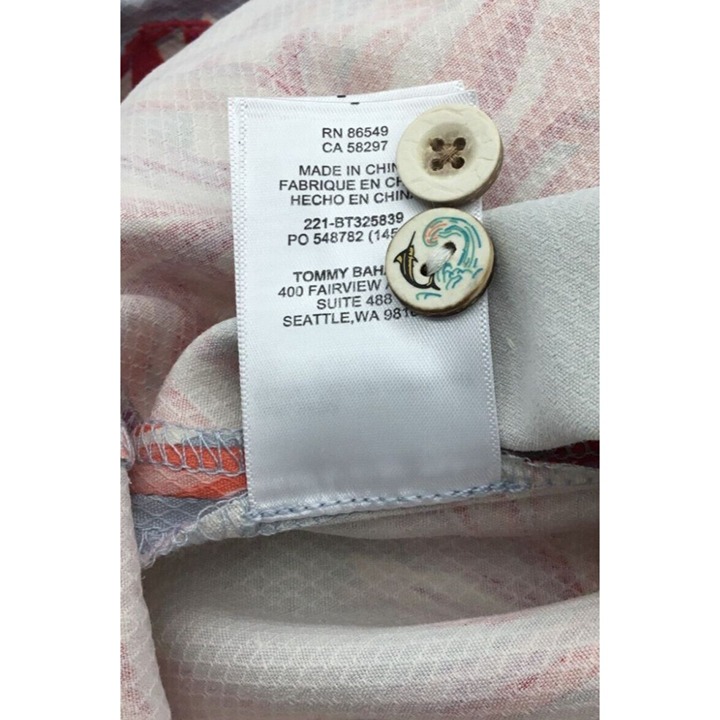 RN 86549
CA 58297
MADE IN CHIN
FABRIQUE EN CH
HECHO EN CHINA
221-BT325839
PO 548782 (145
TOMMY BAHA
400 FAIRVIEW
SUITE 488
SEATTLE,WA 981